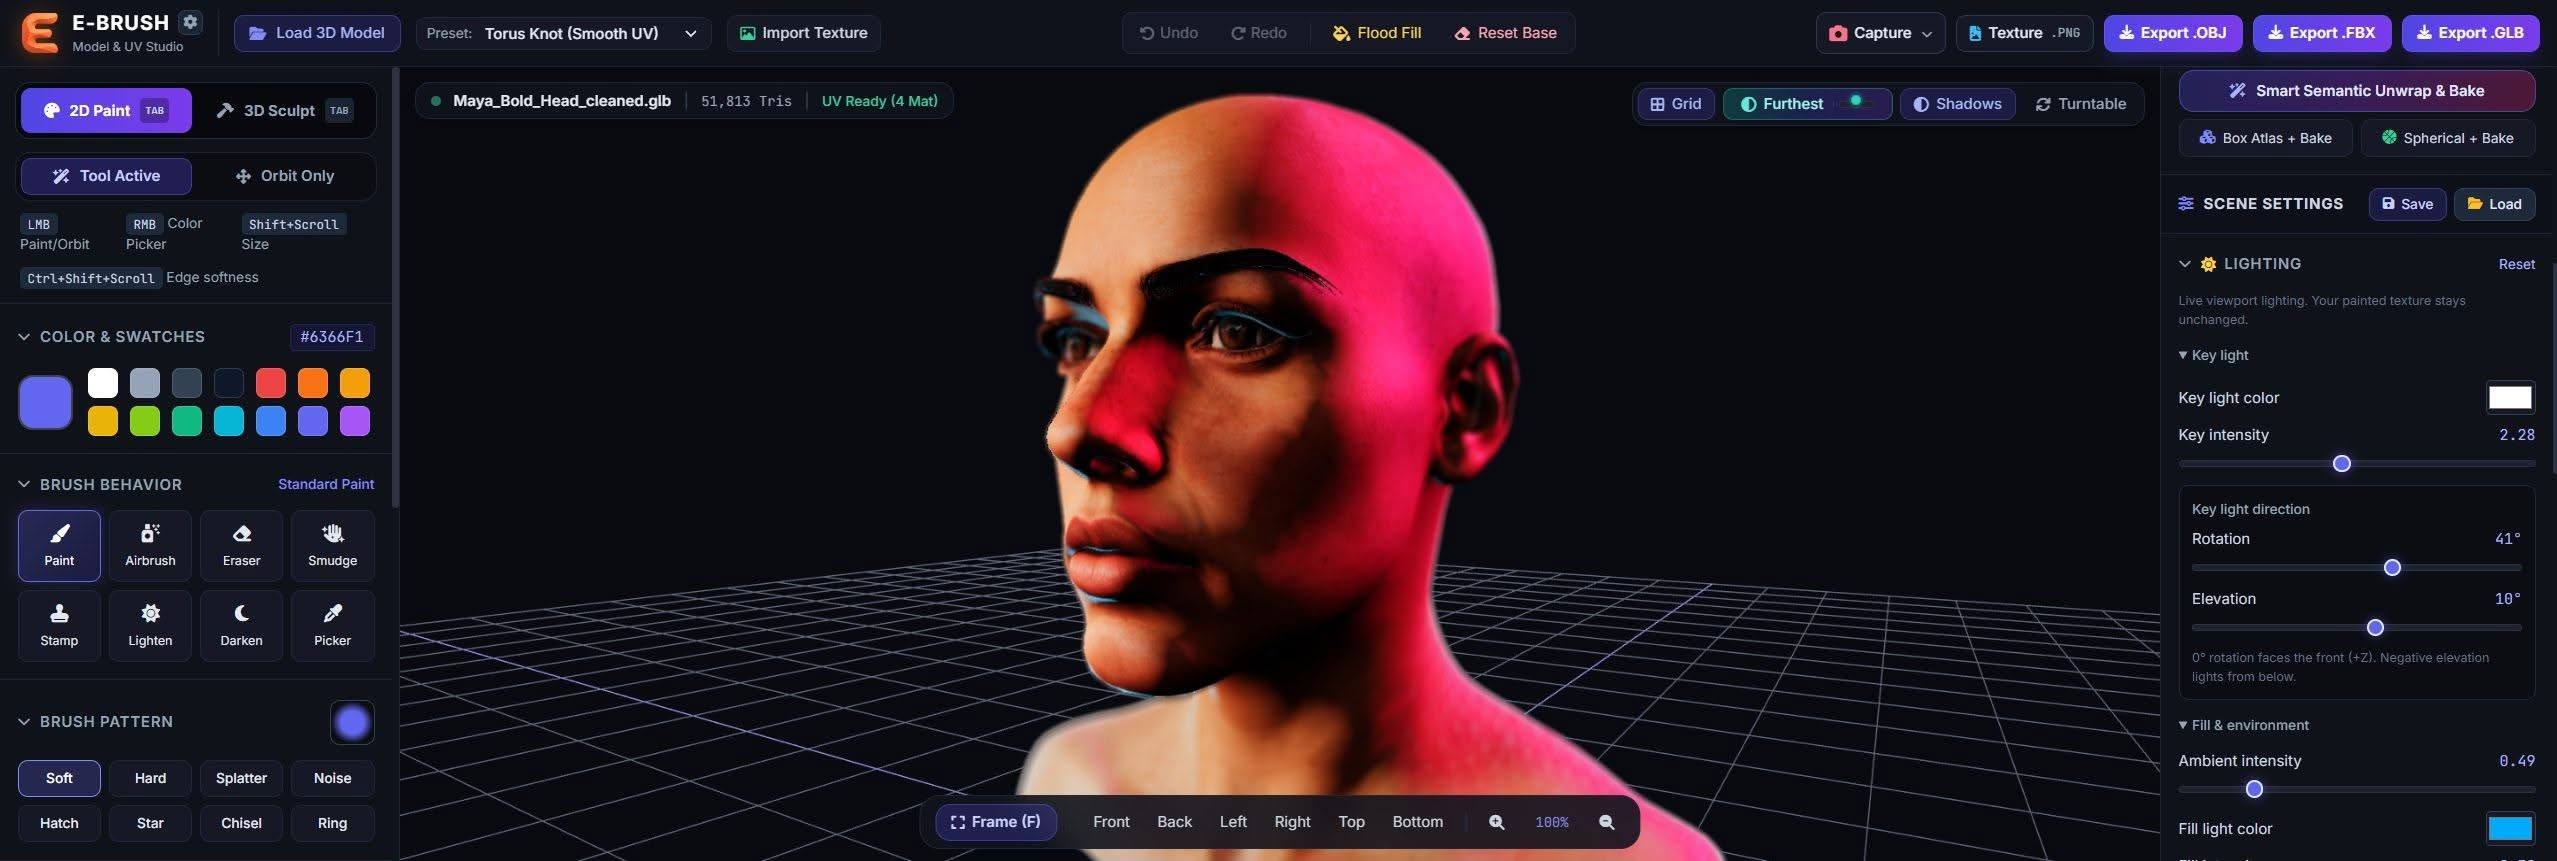 E-BRUSH
Model & UV Studio
Load 3D Model
Preset: Torus Knot (Smooth UV)
Import Texture
Undo
Redo
Flood Fill
Reset Base
Capture
Texture .PNG
Export .OBJ
Export .FBX
Export .GLB
2D Paint TAB
3D Sculpt TAB
Tool Active
Orbit Only
LMB Paint/Orbit
RMB Color Picker
Shift+Scroll Size
Ctrl+Shift+Scroll Edge softness
COLOR & SWATCHES
#6366F1
BRUSH BEHAVIOR
Standard Paint
Paint
Airbrush
Eraser
Smudge
Stamp
Lighten
Darken
Picker
BRUSH PATTERN
Soft
Hard
Splatter
Noise
Hatch
Star
Chisel
Ring
Maya_Bold_Head_cleaned.glb
51,813 Tris
UV Ready (4 Mat)
Grid
Furthest
Shadows
Turntable
Frame (F)
Front
Back
Left
Right
Top
Bottom
100%
Smart Semantic Unwrap & Bake
Box Atlas + Bake
Spherical + Bake
SCENE SETTINGS
Save
Load
LIGHTING
Reset
Live viewport lighting. Your painted texture stays
unchanged.
Key light
Key light color
Key intensity 2.28
Key light direction
Rotation 41°
Elevation 10°
0° rotation faces the front (+Z). Negative elevation
lights from below.
Fill & environment
Ambient intensity 0.49
Fill light color